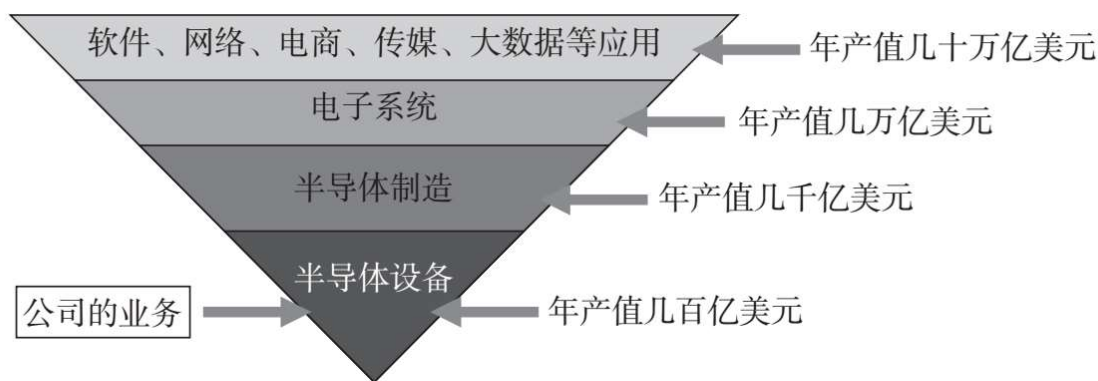 软件、网络、电商、传媒、大数据等应用
年产值几十万亿美元
电子系统
年产值几万亿美元
半导体制造
年产值几千亿美元
半导体设备
公司的业务
年产值几百亿美元